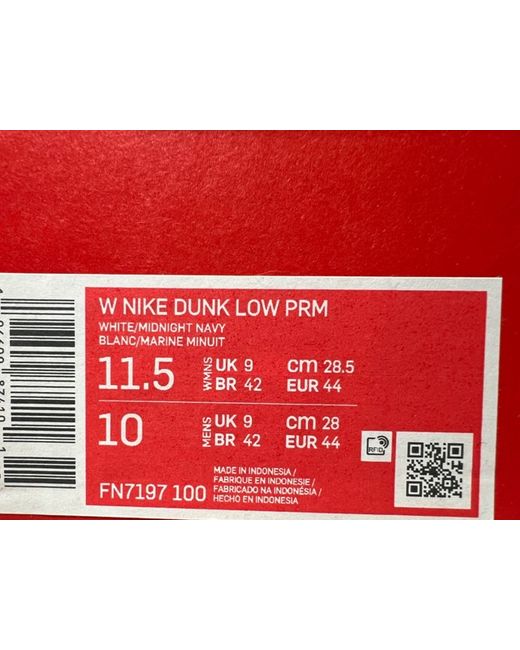 W NIKE DUNK LOW PRM
WHITE/MIDNIGHT NAVY
BLANC/MARINE MINUIT
11.5 WMNS UK 9 cm 28.5
BR 42 EUR 44
10 MENS UK 9 cm 28
BR 42 EUR 44
RFID
MADE IN INDONESIA /
FABRIQUE EN INDONESIE /
FN7197 100 FABRICADO NA INDONÉSIA /
HECHO EN INDONESIA